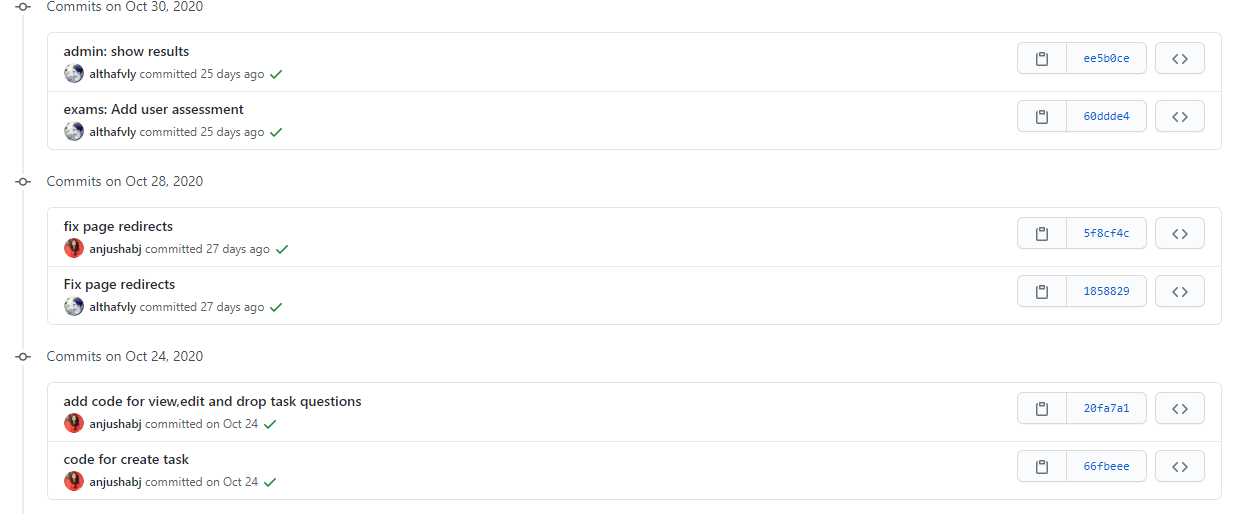 Commits on Oct 30, 2020
admin: show results
althafvly committed 25 days ago
ee5b0ce
exams: Add user assessment
althafvly committed 25 days ago
60ddde4
Commits on Oct 28, 2020
fix page redirects
anjushabj committed 27 days ago
5f8cf4c
Fix page redirects
althafvly committed 27 days ago
1858829
Commits on Oct 24, 2020
add code for view,edit and drop task questions
anjushabj committed on Oct 24
20fa7a1
code for create task
anjushabj committed on Oct 24
66fbeee